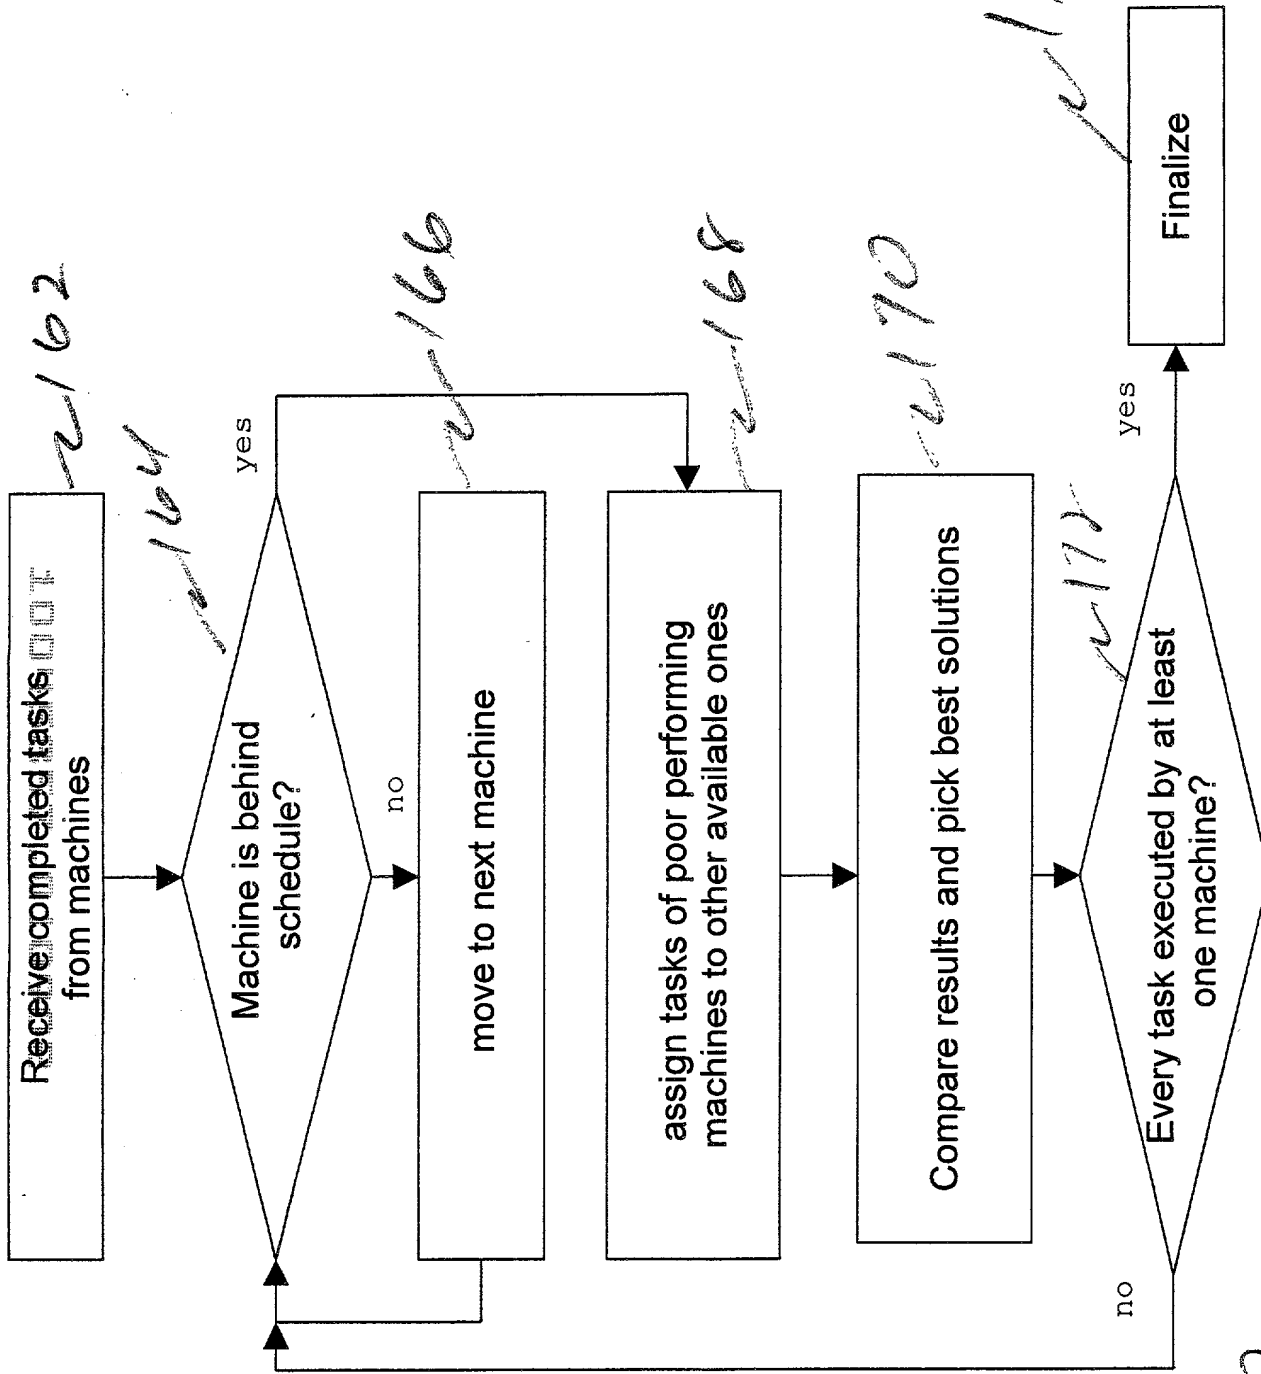 Receive completed tasks
from machines
162
164
Machine is behind
schedule?
yes
no
166
move to next machine
168
assign tasks of poor performing
machines to other available ones
170
Compare results and pick best solutions
172
Every task executed by at least
one machine?
yes
no
Finalize